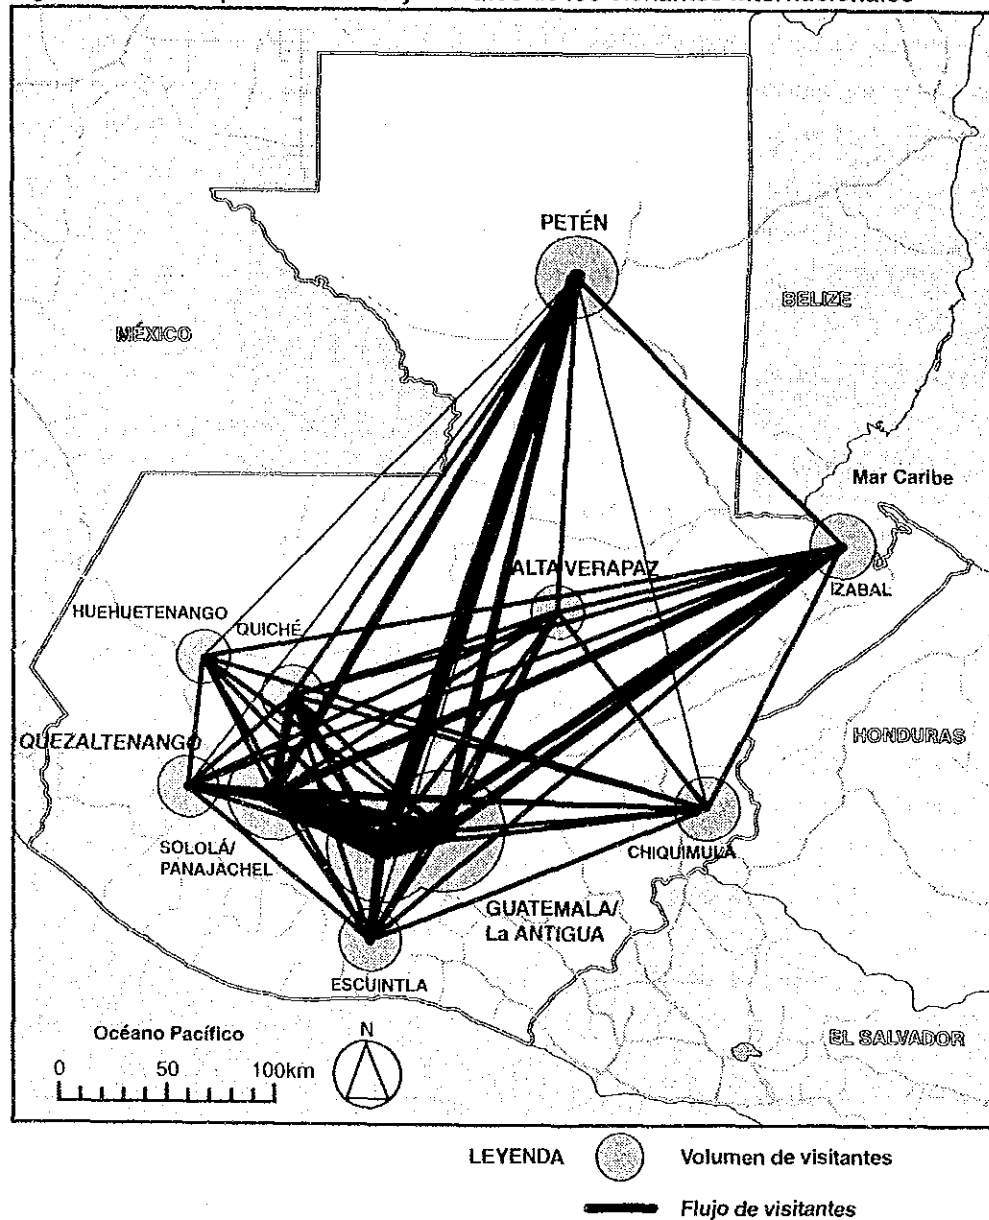 PETÉN
BELIZE
MÉXICO
Mar Caribe
ALTA VERAPAZ
IZABAL
HUEHUETENANGO
QUICHÉ
QUEZALTENANGO
HONDURAS
SOLOLÁ/
PANAJACHEL
CHIQUIMULA
GUATEMALA/
La ANTIGUA
ESCUINTLA
Océano Pacífico
N
EL SALVADOR
0 50 100km
LEYENDA Volumen de visitantes
Flujo de visitantes